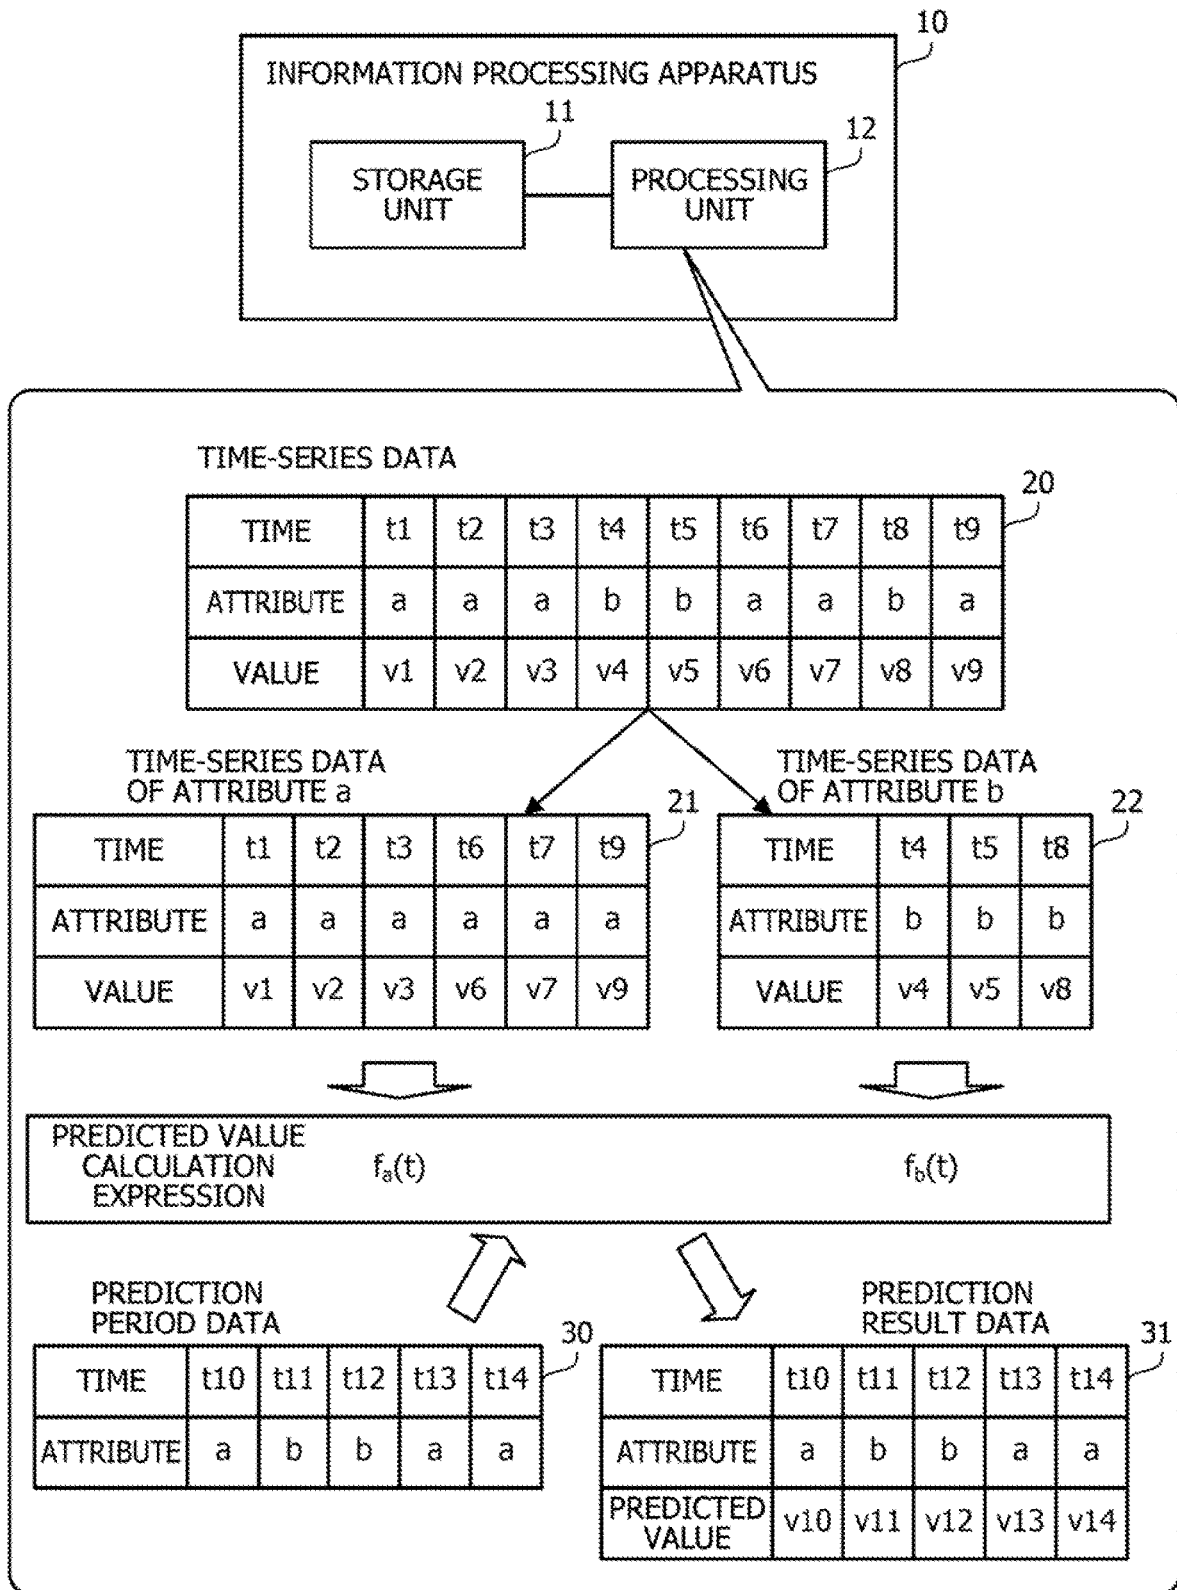 10
INFORMATION PROCESSING APPARATUS
11
12
STORAGE UNIT
PROCESSING UNIT
TIME-SERIES DATA
20
TIME t1 t2 t3 t4 t5 t6 t7 t8 t9
ATTRIBUTE a a a b b a a b a
VALUE v1 v2 v3 v4 v5 v6 v7 v8 v9
TIME-SERIES DATA
OF ATTRIBUTE a
21
TIME t1 t2 t3 t6 t7 t9
ATTRIBUTE a a a a a a
VALUE v1 v2 v3 v6 v7 v9
TIME-SERIES DATA
OF ATTRIBUTE b
22
TIME t4 t5 t8
ATTRIBUTE b b b
VALUE v4 v5 v8
PREDICTED VALUE
CALCULATION
EXPRESSION
fa(t)
fb(t)
PREDICTION
PERIOD DATA
30
TIME t10 t11 t12 t13 t14
ATTRIBUTE a b b a a
PREDICTION
RESULT DATA
31
TIME t10 t11 t12 t13 t14
ATTRIBUTE a b b a a
PREDICTED VALUE v10 v11 v12 v13 v14